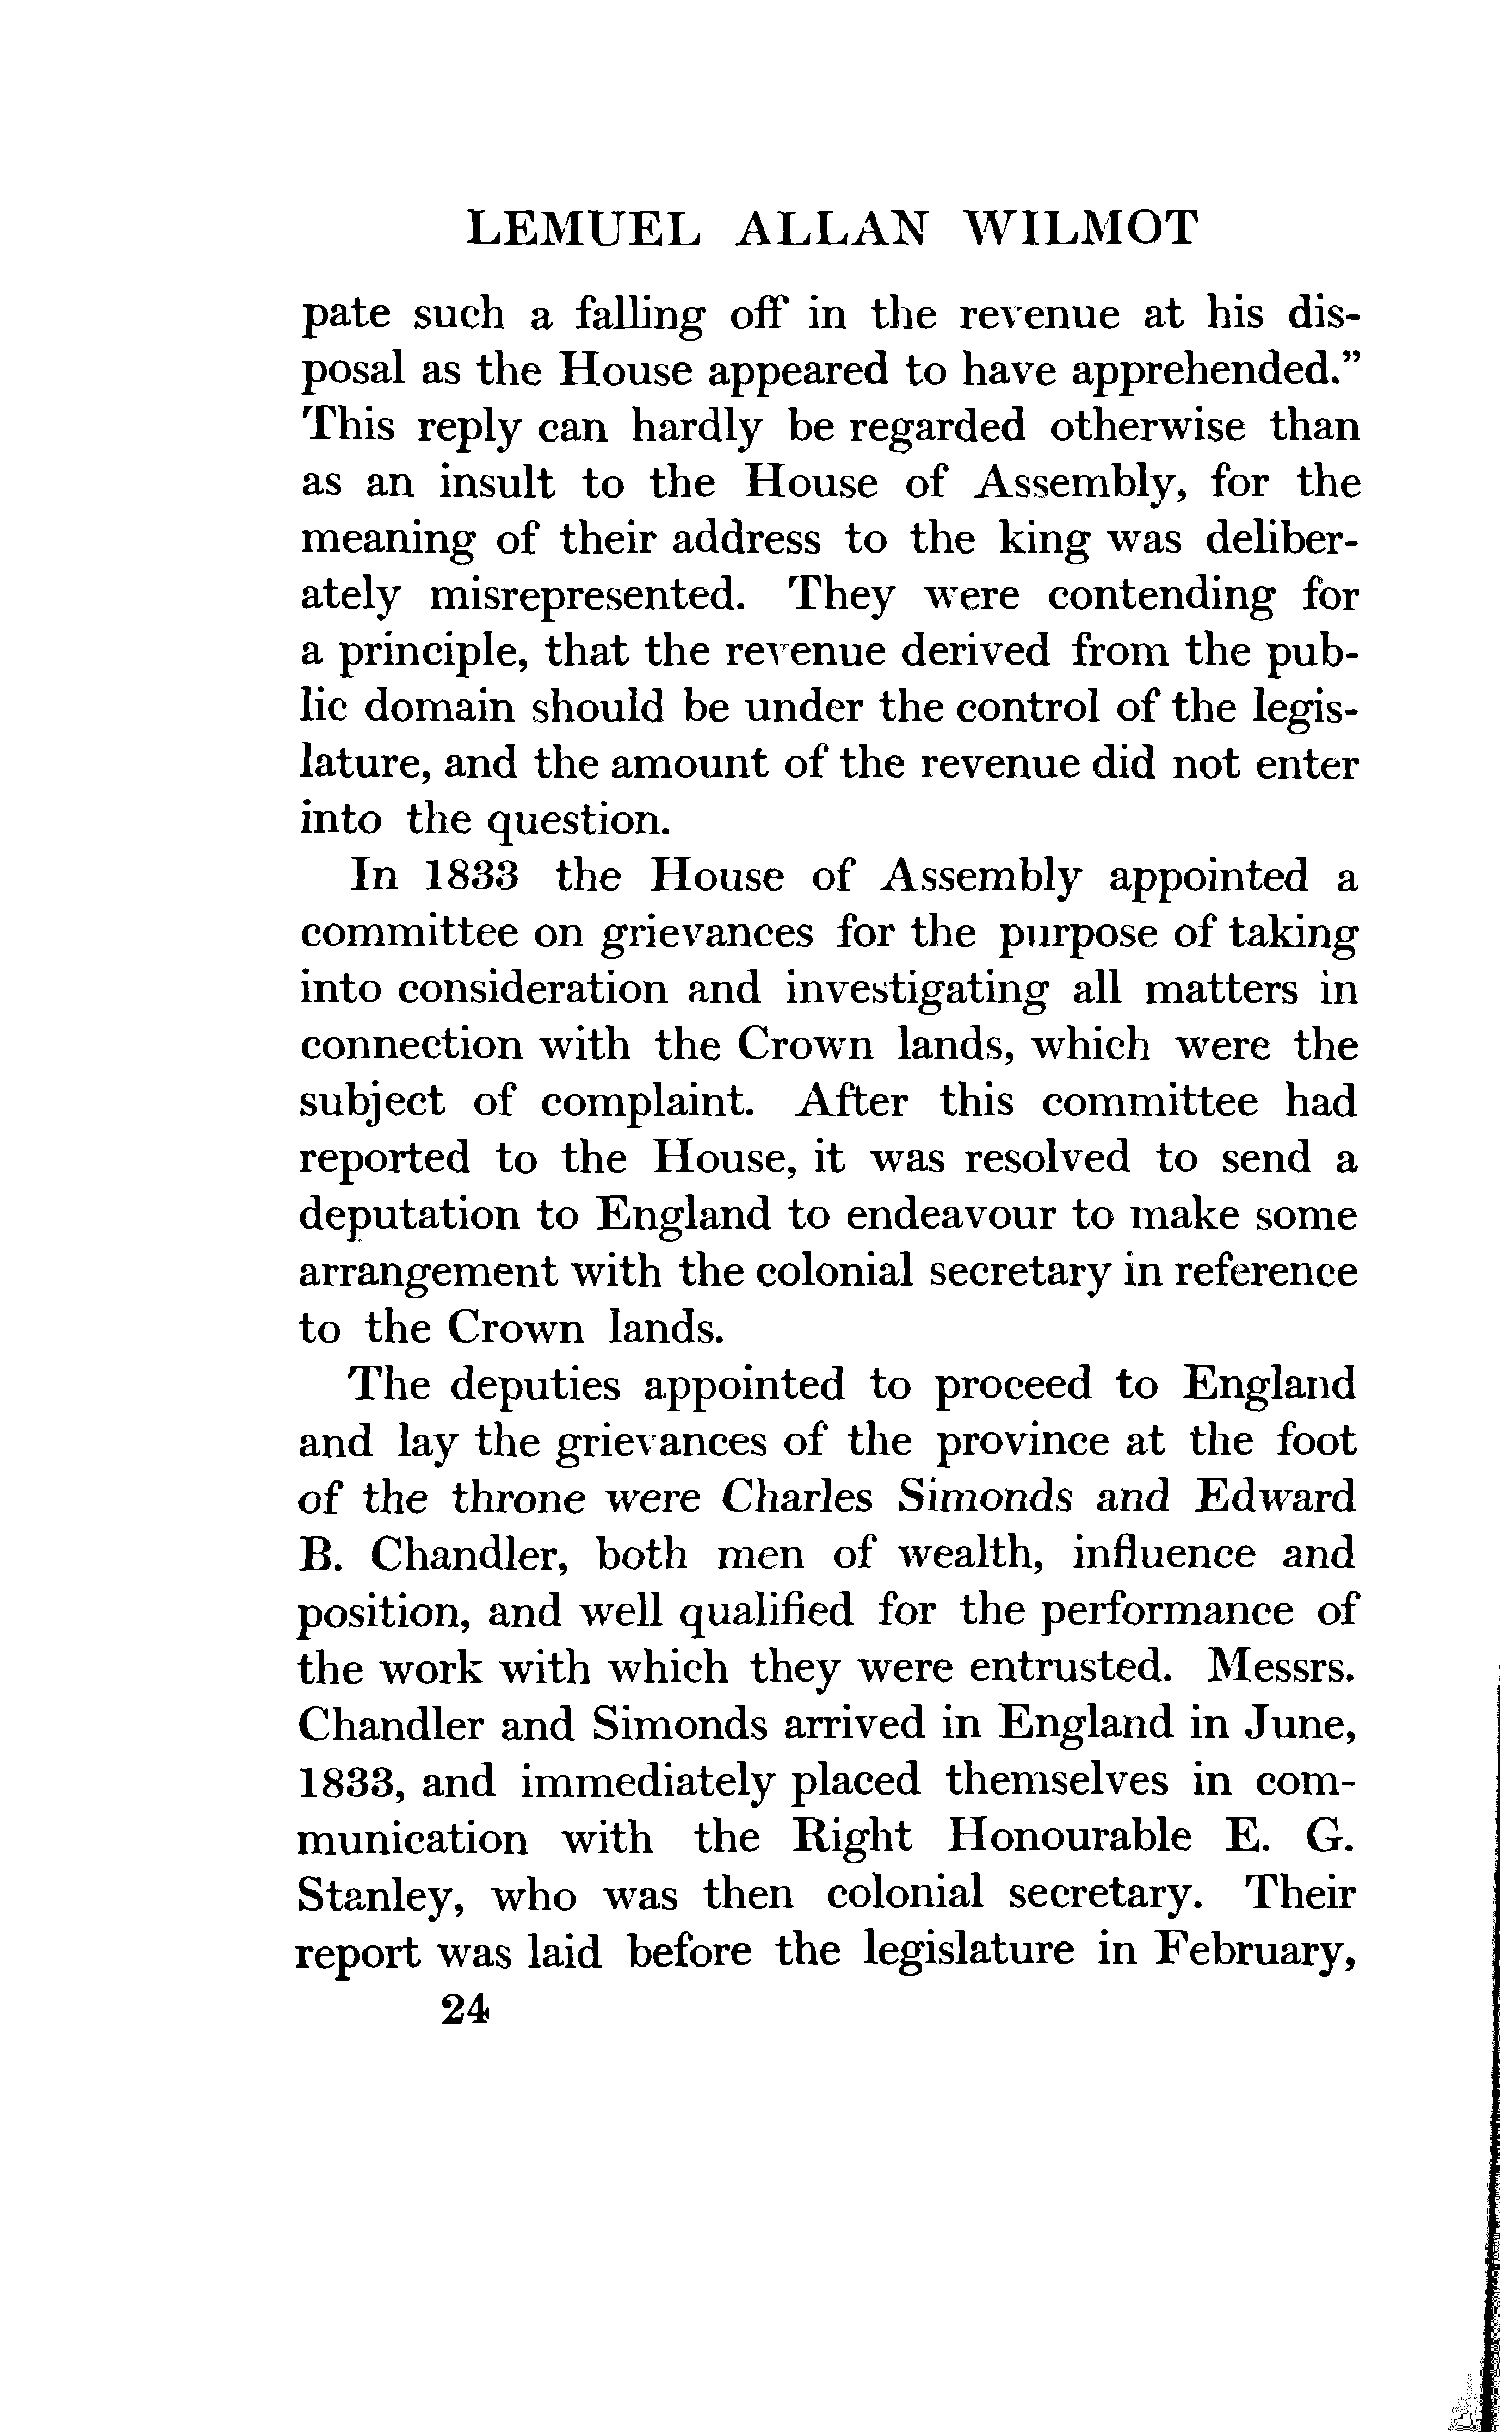 LEMUEL ALLAN WILMOT
pate such a falling off in the revenue at his dis-
posal as the House appeared to have apprehended.”
This reply can hardly be regarded otherwise than
as an insult to the House of Assembly, for the
meaning of their address to the king was deliber-
ately misrepresented. They were contending for
a principle, that the revenue derived from the pub-
lic domain should be under the control of the legis-
lature, and the amount of the revenue did not enter
into the question.
In 1833 the House of Assembly appointed a
committee on grievances for the purpose of taking
into consideration and investigating all matters in
connection with the Crown lands, which were the
subject of complaint. After this committee had
reported to the House, it was resolved to send a
deputation to England to endeavour to make some
arrangement with the colonial secretary in reference
to the Crown lands.
The deputies appointed to proceed to England
and lay the grievances of the province at the foot
of the throne were Charles Simonds and Edward
B. Chandler, both men of wealth, influence and
position, and well qualified for the performance of
the work with which they were entrusted. Messrs.
Chandler and Simonds arrived in England in June,
1833, and immediately placed themselves in com-
munication with the Right Honourable E. G.
Stanley, who was then colonial secretary. Their
report was laid before the legislature in February,
24